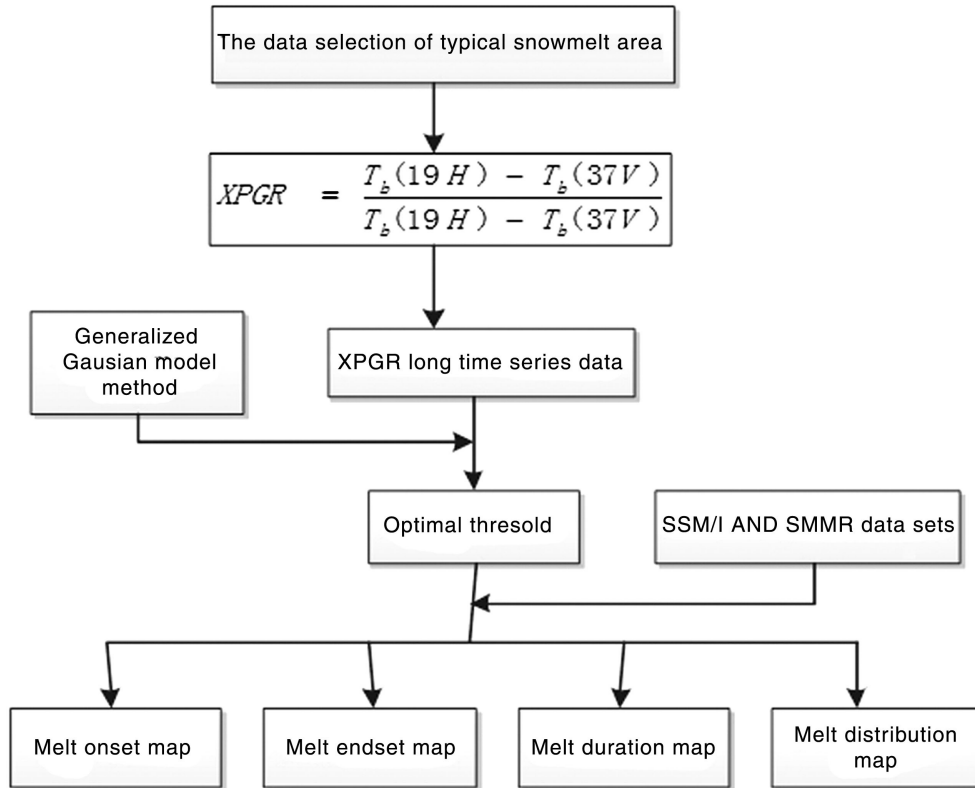 The data selection of typical snowmelt area
XPGR = T_b(19H) - T_b(37V)
T_b(19H) - T_b(37V)
Generalized
Gausian model
method
XPGR long time series data
Optimal thresold
SSM/I AND SMMR data sets
Melt onset map
Melt endset map
Melt duration map
Melt distribution
map